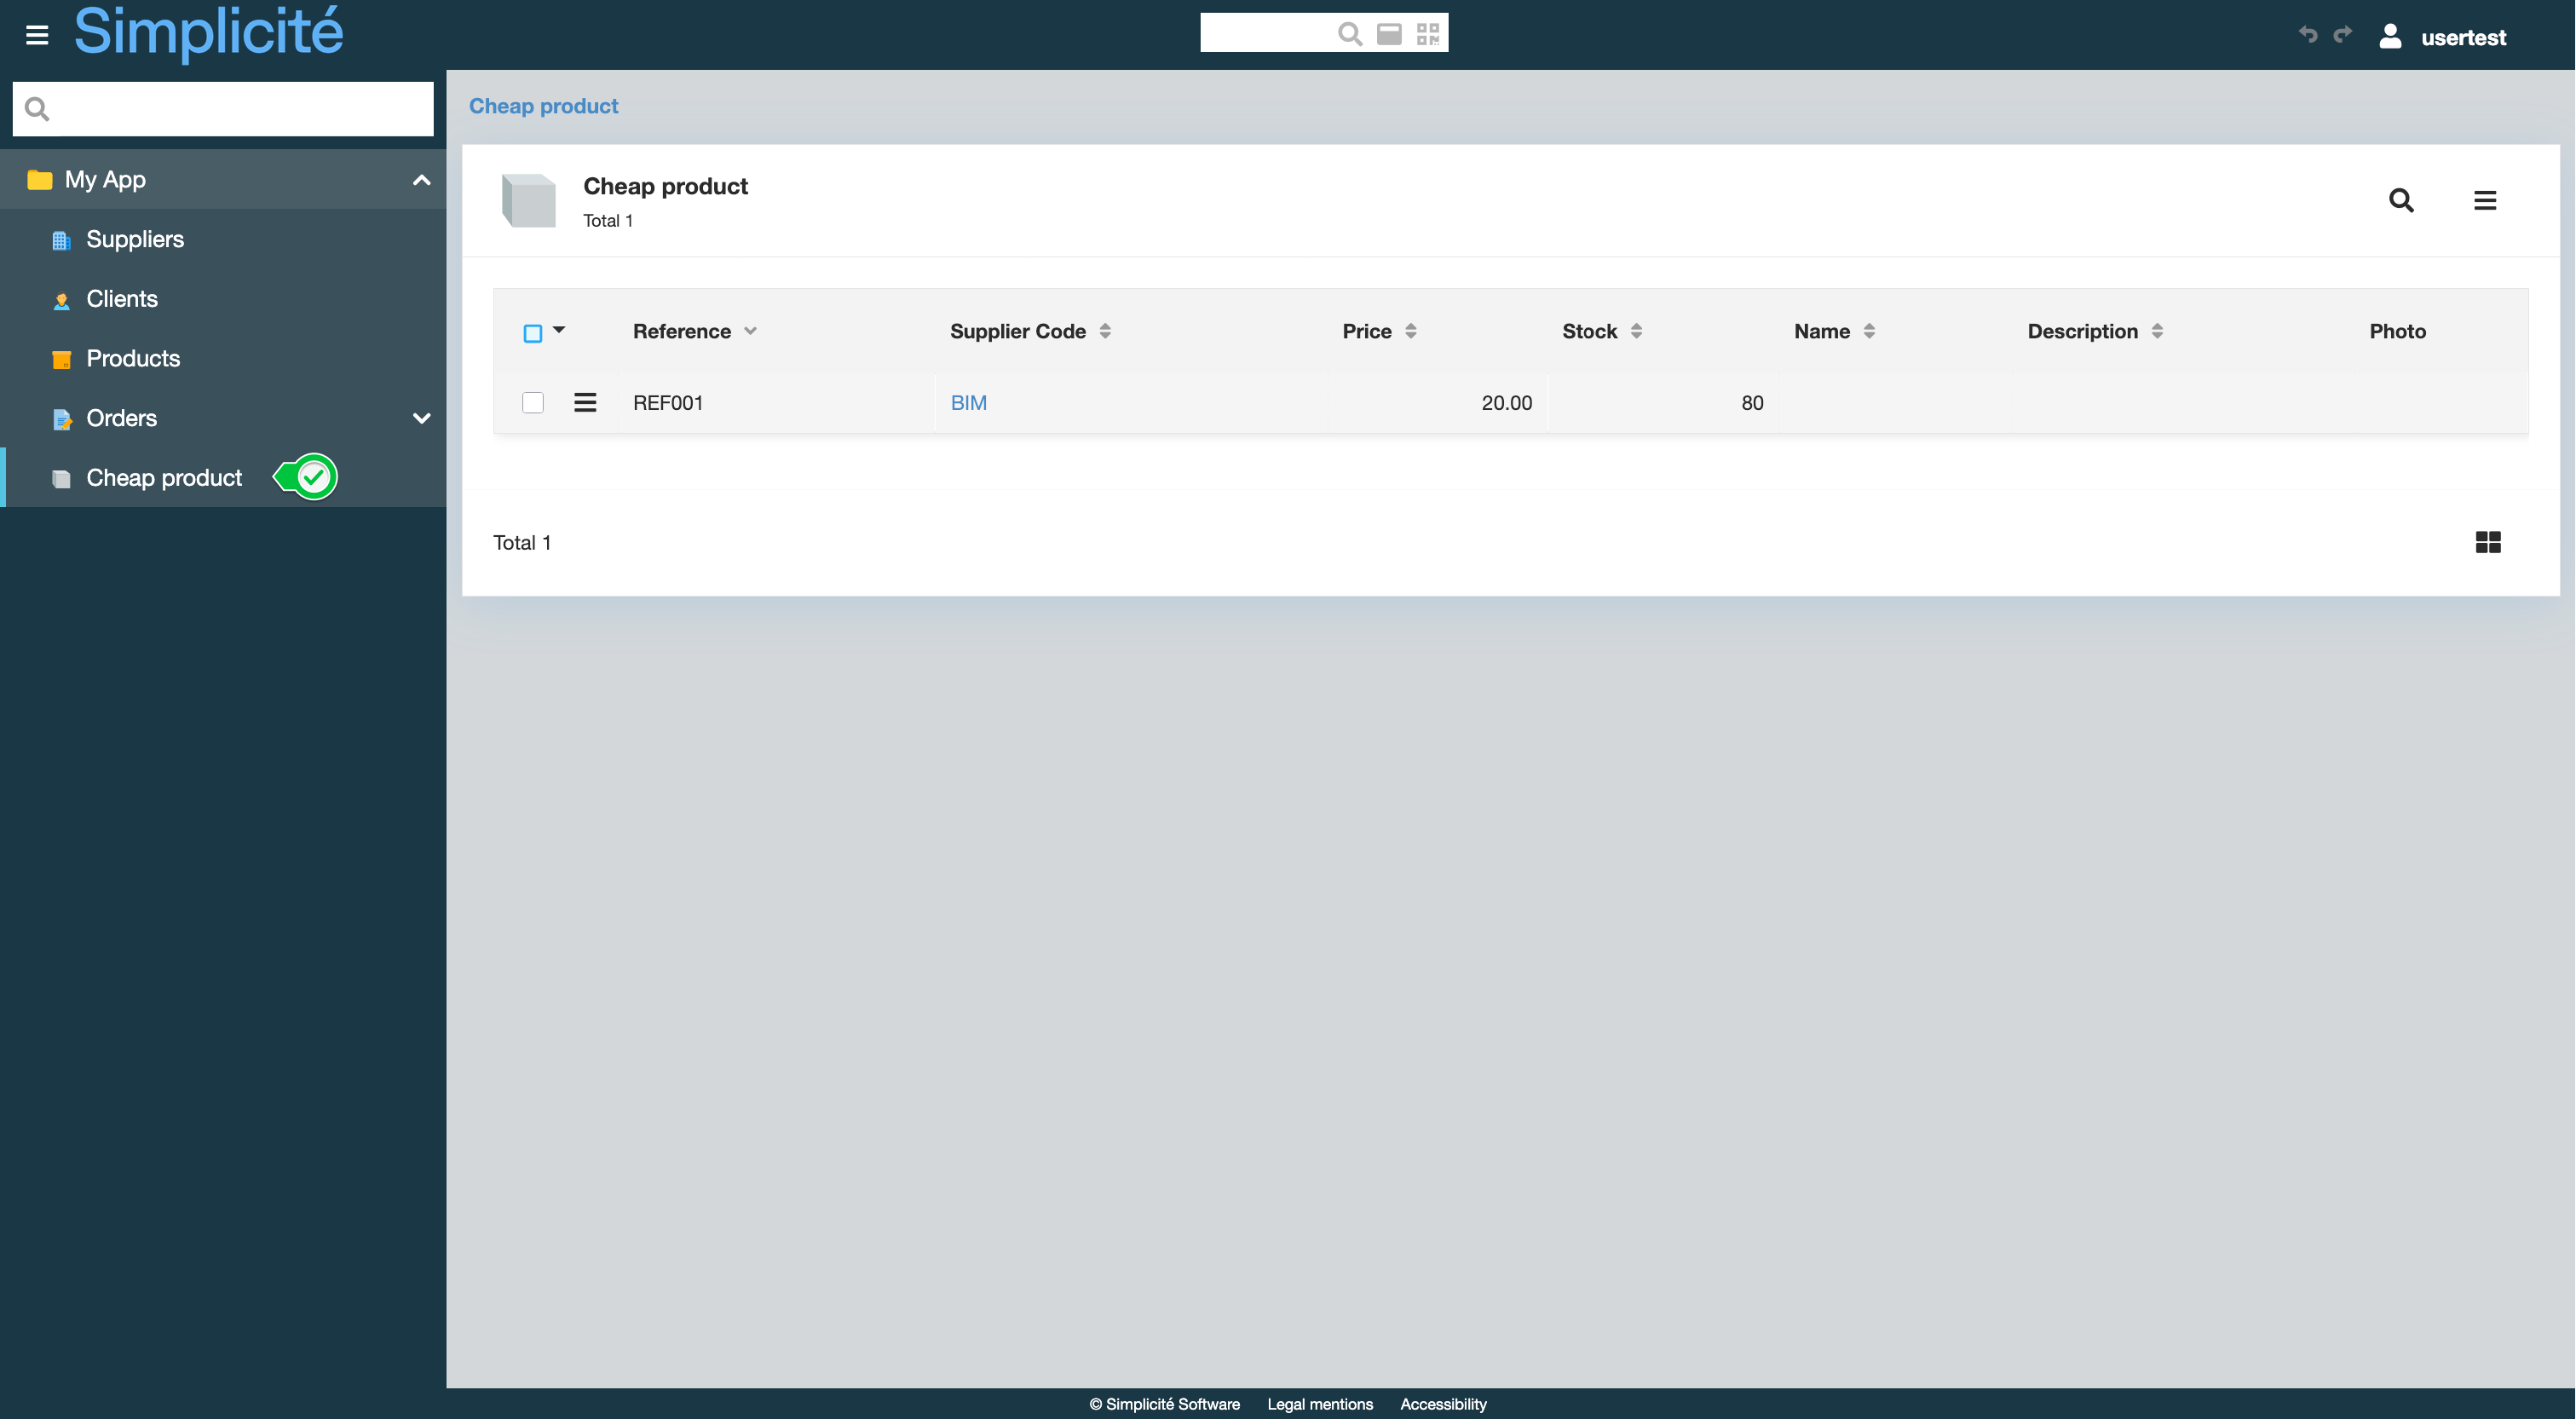 Simplicité
usertest
My App
Suppliers
Clients
Products
Orders
Cheap product
Cheap product
Cheap product
Total 1
Reference Supplier Code Price Stock Name Description Photo
REF001 BIM 20.00 80
Total 1
© Simplicité Software Legal mentions Accessibility